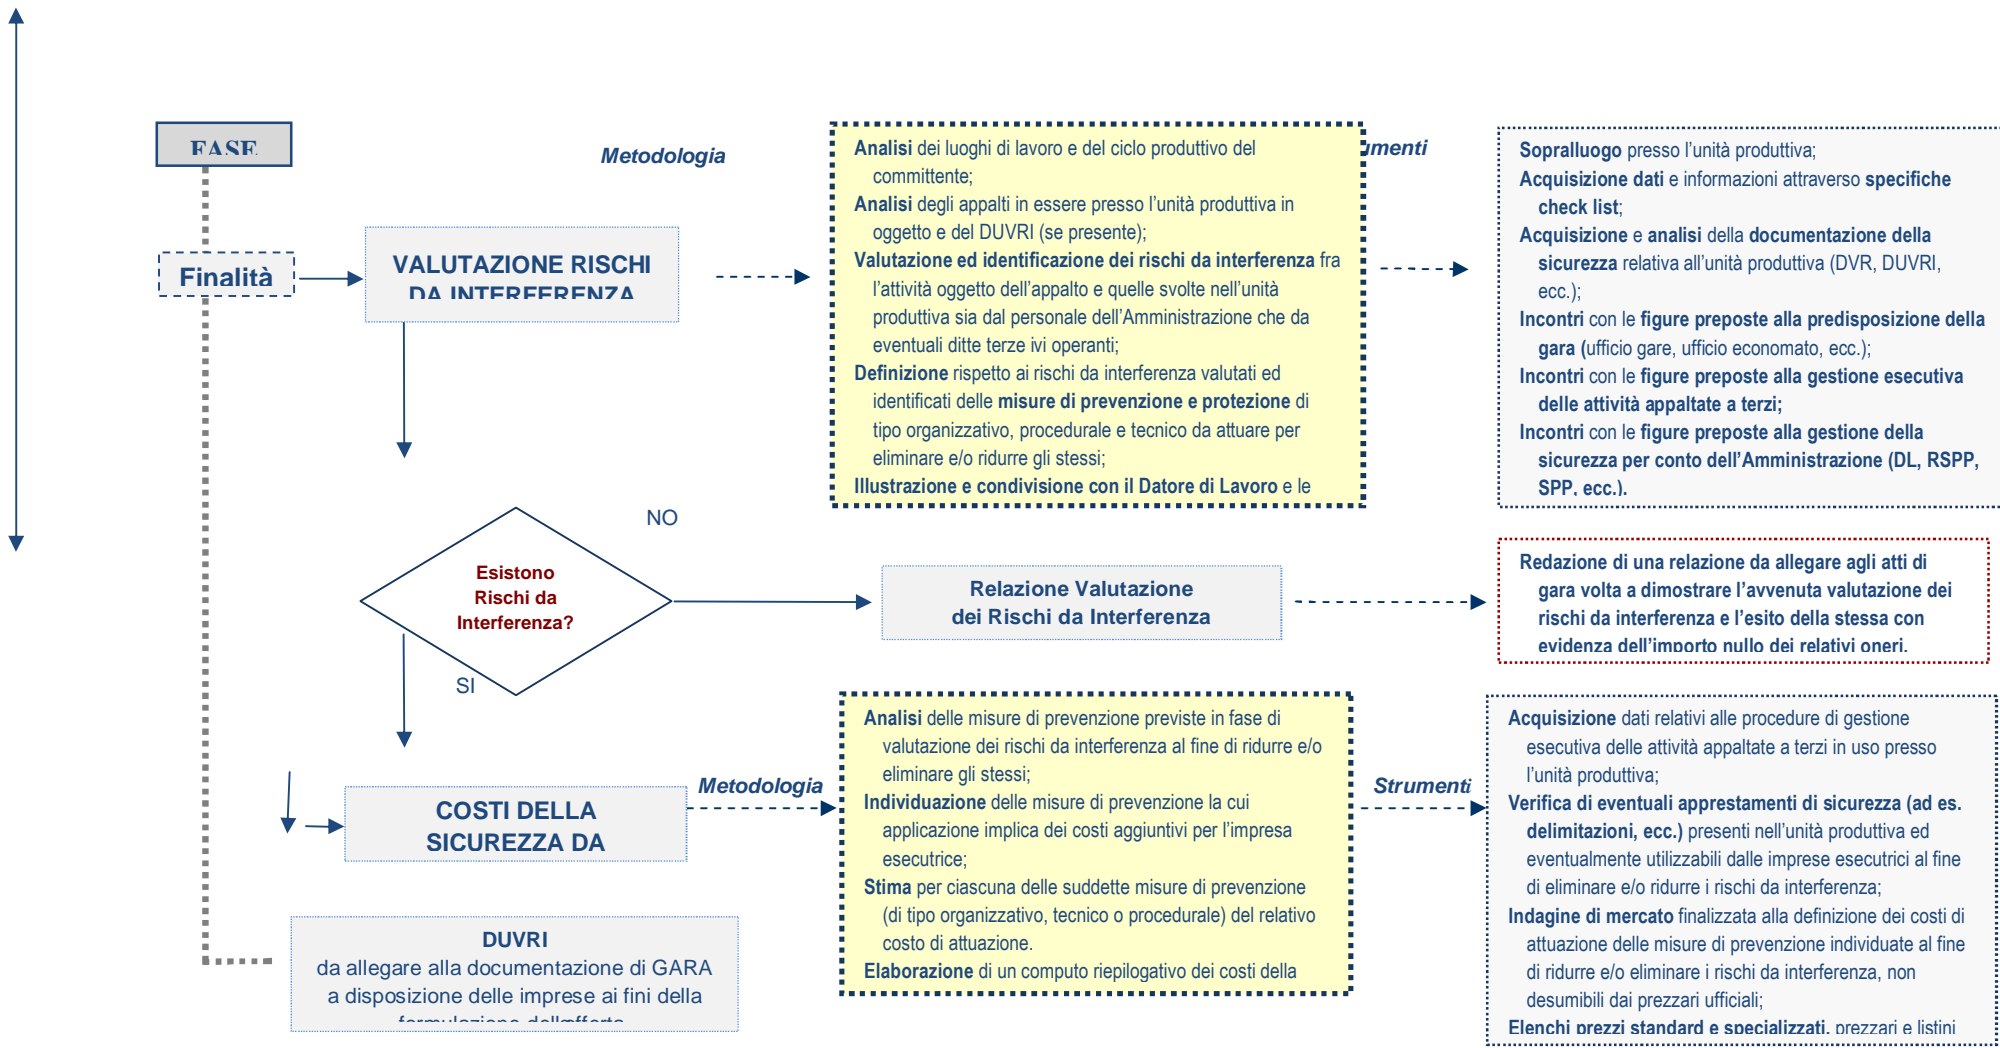 FASE
Metodologia
Analisi dei luoghi di lavoro e del ciclo produttivo del
committente;
Analisi degli appalti in essere presso l’unità produttiva in
oggetto e del DUVRI (se presente);
Valutazione ed identificazione dei rischi da interferenza fra
l’attività oggetto dell’appalto e quelle svolte nell’unità
produttiva sia dal personale dell’Amministrazione che da
eventuali ditte terze ivi operanti;
Definizione rispetto ai rischi da interferenza valutati ed
identificati delle misure di prevenzione e protezione di
tipo organizzativo, procedurale e tecnico da attuare per
eliminare e/o ridurre gli stessi;
Illustrazione e condivisione con il Datore di Lavoro e le
umenti
Sopralluogo presso l’unità produttiva;
Acquisizione dati e informazioni attraverso specifiche
check list;
Acquisizione e analisi della documentazione della
sicurezza relativa all’unità produttiva (DVR, DUVRI,
ecc.);
Incontri con le figure preposte alla predisposizione della
gara (ufficio gare, ufficio economato, ecc.);
Incontri con le figure preposte alla gestione esecutiva
delle attività appaltate a terzi;
Incontri con le figure preposte alla gestione della
sicurezza per conto dell’Amministrazione (DL, RSPP,
SPP, ecc.).
Finalità
VALUTAZIONE RISCHI
DA INTERFERENZA
NO
Esistono
Rischi da
Interferenza?
SI
Relazione Valutazione
dei Rischi da Interferenza
Redazione di una relazione da allegare agli atti di
gara volta a dimostrare l’avvenuta valutazione dei
rischi da interferenza e l’esito della stessa con
evidenza dell’importo nullo dei relativi oneri.
COSTI DELLA
SICUREZZA DA
Metodologia
Analisi delle misure di prevenzione previste in fase di
valutazione dei rischi da interferenza al fine di ridurre e/o
eliminare gli stessi;
Individuazione delle misure di prevenzione la cui
applicazione implica dei costi aggiuntivi per l’impresa
esecutrice;
Stima per ciascuna delle suddette misure di prevenzione
(di tipo organizzativo, tecnico o procedurale) del relativo
costo di attuazione.
Elaborazione di un computo riepilogativo dei costi della
Strumenti
Acquisizione dati relativi alle procedure di gestione
esecutiva delle attività appaltate a terzi in uso presso
l’unità produttiva;
Verifica di eventuali apprestamenti di sicurezza (ad es.
delimitazioni, ecc.) presenti nell’unità produttiva ed
eventualmente utilizzabili dalle imprese esecutrici al fine
di eliminare e/o ridurre i rischi da interferenza;
Indagine di mercato finalizzata alla definizione dei costi di
attuazione delle misure di prevenzione individuate al fine
di ridurre e/o eliminare i rischi da interferenza, non
desumibili dai prezzari ufficiali;
Elenchi prezzi standard e specializzati, prezzari e listini
DUVRI
da allegare alla documentazione di GARA
a disposizione delle imprese ai fini della
formulazione